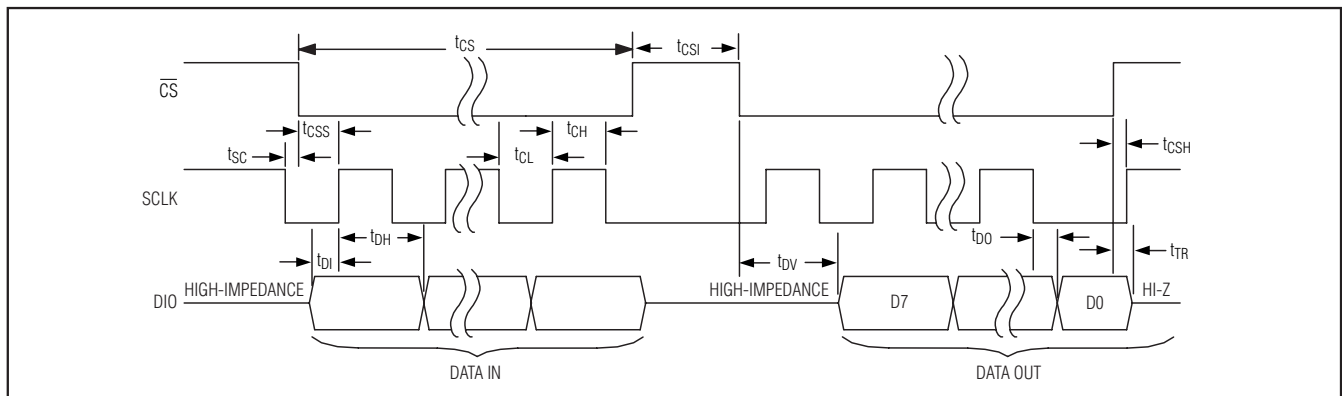 tCS
tCSI
CS
tCSS
tCH
tSC
tCL
tCSH
SCLK
tDH
tDO
tDI
tDV
tTR
HIGH-IMPEDANCE
HIGH-IMPEDANCE
HI-Z
DIO
D7
D0
DATA IN
DATA OUT